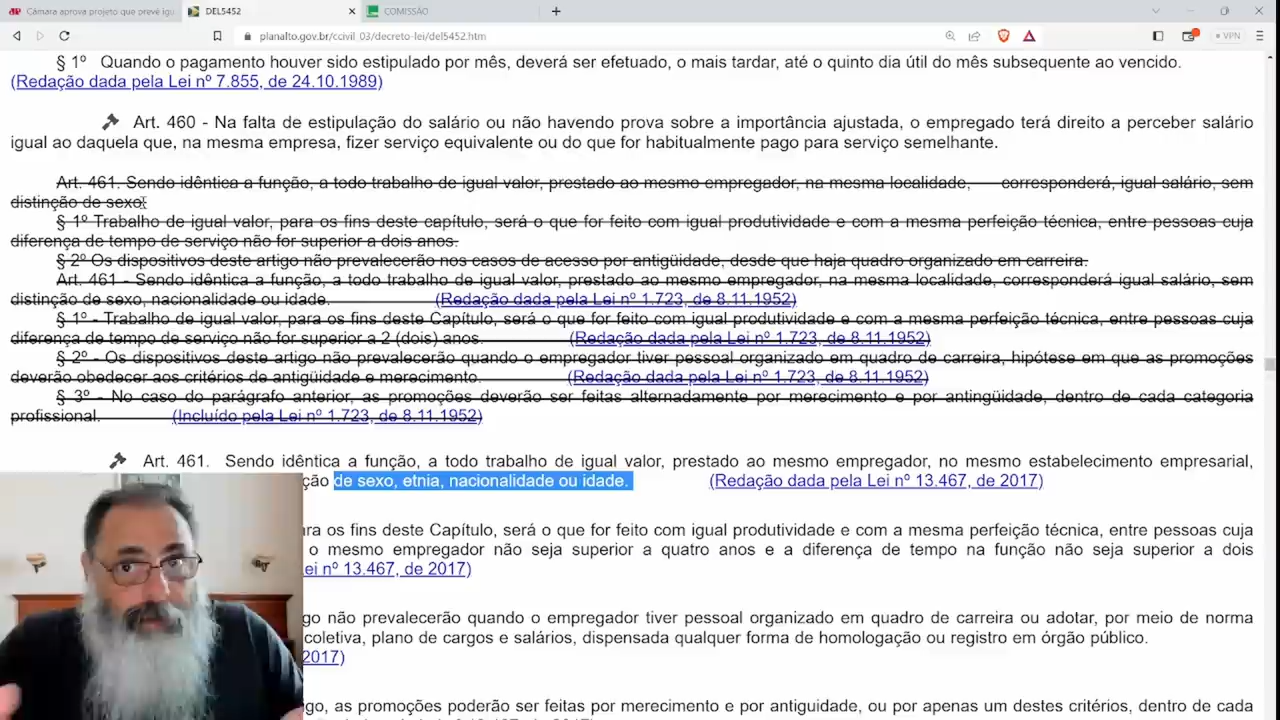 Câmara aprova projeto que prevê igu
DEL5452
COMISSÃO
planalto.gov.br/ccivil_03/decreto-lei/del5452.htm
VPN
§ 1º Quando o pagamento houver sido estipulado por mês, deverá ser efetuado, o mais tardar, até o quinto dia útil do mês subsequente ao vencido.
(Redação dada pela Lei nº 7.855, de 24.10.1989)
Art. 460 - Na falta de estipulação do salário ou não havendo prova sobre a importância ajustada, o empregado terá direito a perceber salário
igual ao daquela que, na mesma empresa, fizer serviço equivalente ou do que for habitualmente pago para serviço semelhante.
Art. 461. Sendo idêntica a função, a todo trabalho de igual valor, prestado ao mesmo empregador, na mesma localidade, corresponderá, igual salário, sem
distinção de sexo.
§ 1º Trabalho de igual valor, para os fins deste capítulo, será o que for feito com igual produtividade e com a mesma perfeição técnica, entre pessoas cuja
diferença de tempo de serviço não for superior a dois anos.
§ 2º Os dispositivos deste artigo não prevalecerão nos casos de acesso por antigüidade, desde que haja quadro organizado em carreira.
Art. 461 - Sendo idêntica a função, a todo trabalho de igual valor, prestado ao mesmo empregador, na mesma localidade, corresponderá igual salário, sem
distinção de sexo, nacionalidade ou idade. (Redação dada pela Lei nº 1.723, de 8.11.1952)
§ 1º - Trabalho de igual valor, para os fins deste Capítulo, será o que for feito com igual produtividade e com a mesma perfeição técnica, entre pessoas cuja
diferença de tempo de serviço não for superior a 2 (dois) anos. (Redação dada pela Lei nº 1.723, de 8.11.1952)
§ 2º - Os dispositivos deste artigo não prevalecerão quando o empregador tiver pessoal organizado em quadro de carreira, hipótese em que as promoções
deverão obedecer aos critérios de antigüidade e merecimento. (Redação dada pela Lei nº 1.723, de 8.11.1952)
§ 3º - No caso do parágrafo anterior, as promoções deverão ser feitas alternadamente por merecimento e por antingüidade, dentro de cada categoria
profissional. (Incluído pela Lei nº 1.723, de 8.11.1952)
Art. 461. Sendo idêntica a função, a todo trabalho de igual valor, prestado ao mesmo empregador, no mesmo estabelecimento empresarial,
ção de sexo, etnia, nacionalidade ou idade. (Redação dada pela Lei nº 13.467, de 2017)
ra os fins deste Capítulo, será o que for feito com igual produtividade e com a mesma perfeição técnica, entre pessoas cuja
o mesmo empregador não seja superior a quatro anos e a diferença de tempo na função não seja superior a dois
ei nº 13.467, de 2017)
go não prevalecerão quando o empregador tiver pessoal organizado em quadro de carreira ou adotar, por meio de norma
coletiva, plano de cargos e salários, dispensada qualquer forma de homologação ou registro em órgão público.
2017)
go, as promoções poderão ser feitas por merecimento e por antiguidade, ou por apenas um destes critérios, dentro de cada